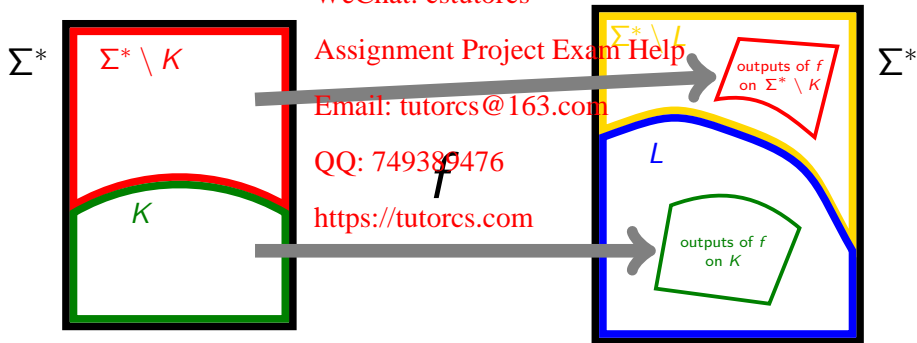 WeChat: cstutorcs
Σ* \ K
Σ* \ L
Σ*
Σ*
Assignment Project Exam Help
outputs of f
on Σ* \ K
Email: tutorcs@163.com
QQ: 749389476
f
L
K
https://tutorcs.com
outputs of f
on K